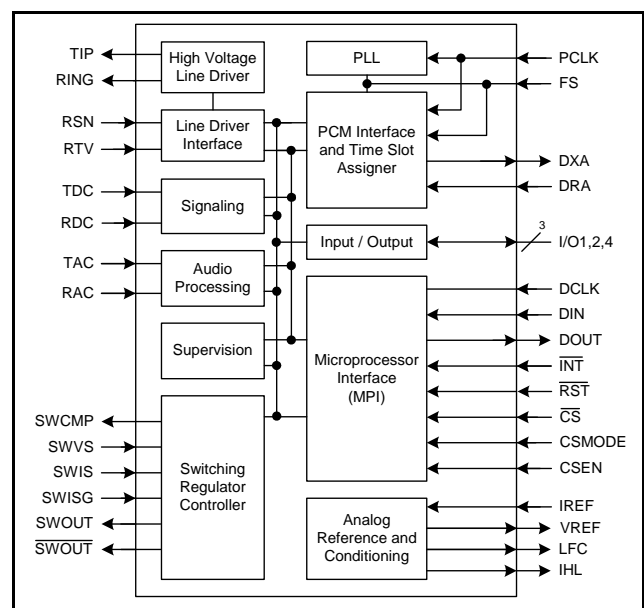 TIP
RING
RSN
RTV
TDC
RDC
TAC
RAC
SWCMP
SWVS
SWIS
SWISG
SWOUT
SWOUT
High Voltage
Line Driver
Line Driver
Interface
Signaling
Audio
Processing
Supervision
Switching
Regulator
Controller
PLL
PCM Interface
and Time Slot
Assigner
Input / Output
Microprocessor
Interface
(MPI)
Analog
Reference and
Conditioning
PCLK
FS
DXA
DRA
3
I/O1,2,4
DCLK
DIN
DOUT
INT
RST
CS
CSMODE
CSEN
IREF
VREF
LFC
IHL